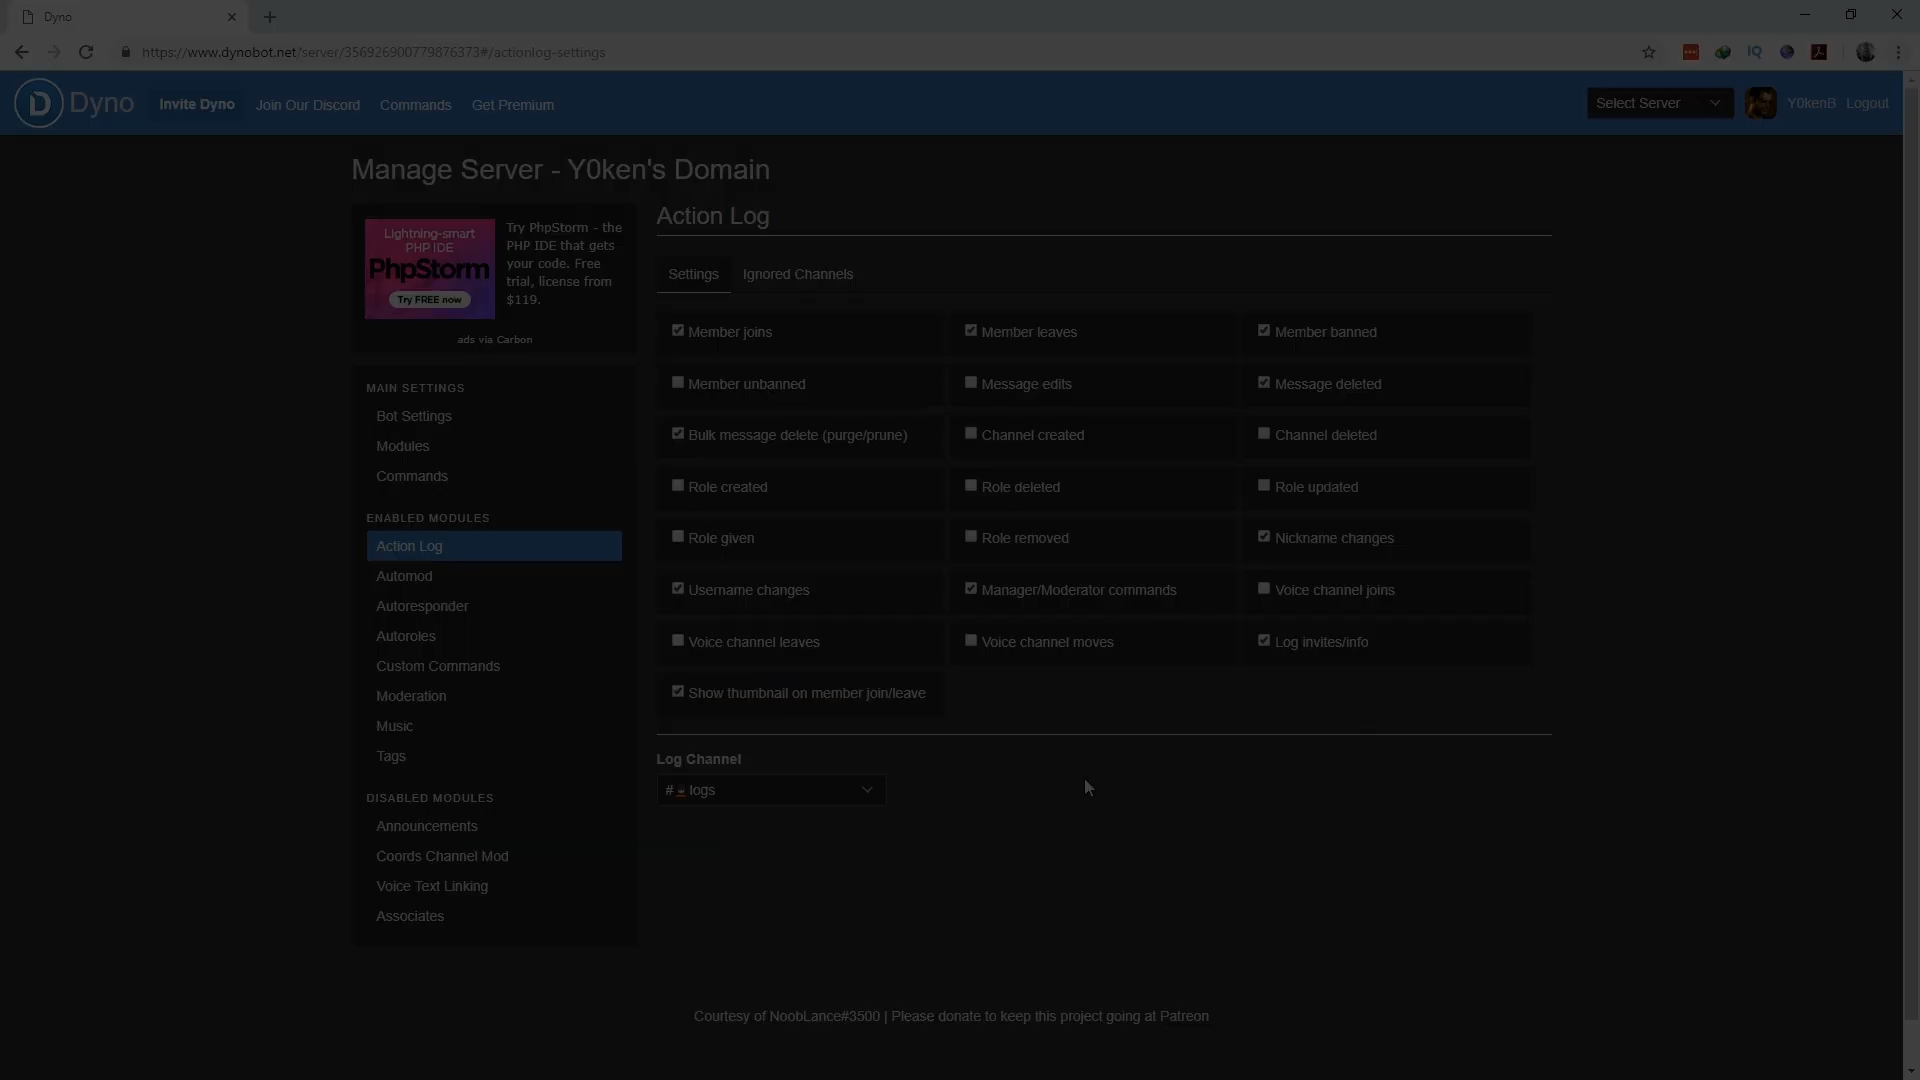 Dyno
https://www.dynobot.net/server/356926900779876373#/actionlog-settings
IQ
Dyno
Invite Dyno
Join Our Discord
Commands
Get Premium
Select Server
Y0kenB
Logout
Manage Server - Y0ken's Domain
Lightning-smart
PHP IDE
PhpStorm
Try FREE now
Try PhpStorm - the
PHP IDE that gets
your code. Free
trial, license from
$119.
ads via Carbon
MAIN SETTINGS
Bot Settings
Modules
Commands
ENABLED MODULES
Action Log
Automod
Autoresponder
Autoroles
Custom Commands
Moderation
Music
Tags
DISABLED MODULES
Announcements
Coords Channel Mod
Voice Text Linking
Associates
Action Log
Settings
Ignored Channels
Member joins
Member leaves
Member banned
Member unbanned
Message edits
Message deleted
Bulk message delete (purge/prune)
Channel created
Channel deleted
Role created
Role deleted
Role updated
Role given
Role removed
Nickname changes
Username changes
Manager/Moderator commands
Voice channel joins
Voice channel leaves
Voice channel moves
Log invites/info
Show thumbnail on member join/leave
Log Channel
# logs
Courtesy of NoobLance#3500 | Please donate to keep this project going at Patreon